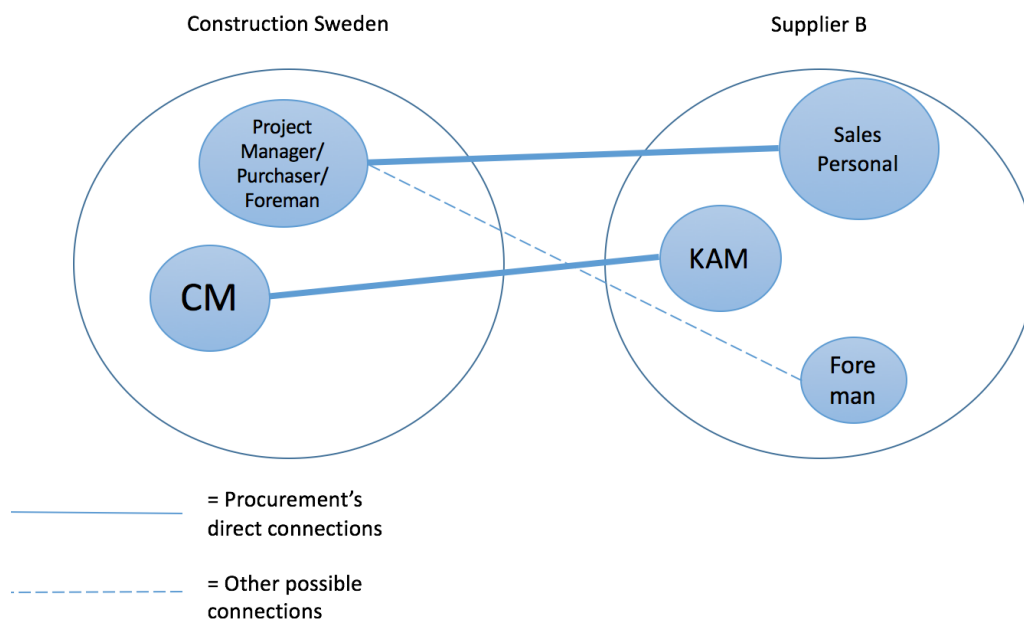 Construction Sweden
Supplier B
Project
Manager/
Purchaser/
Foreman
Sales
Personal
CM
KAM
Fore
man
= Procurement’s
direct connections
= Other possible
connections